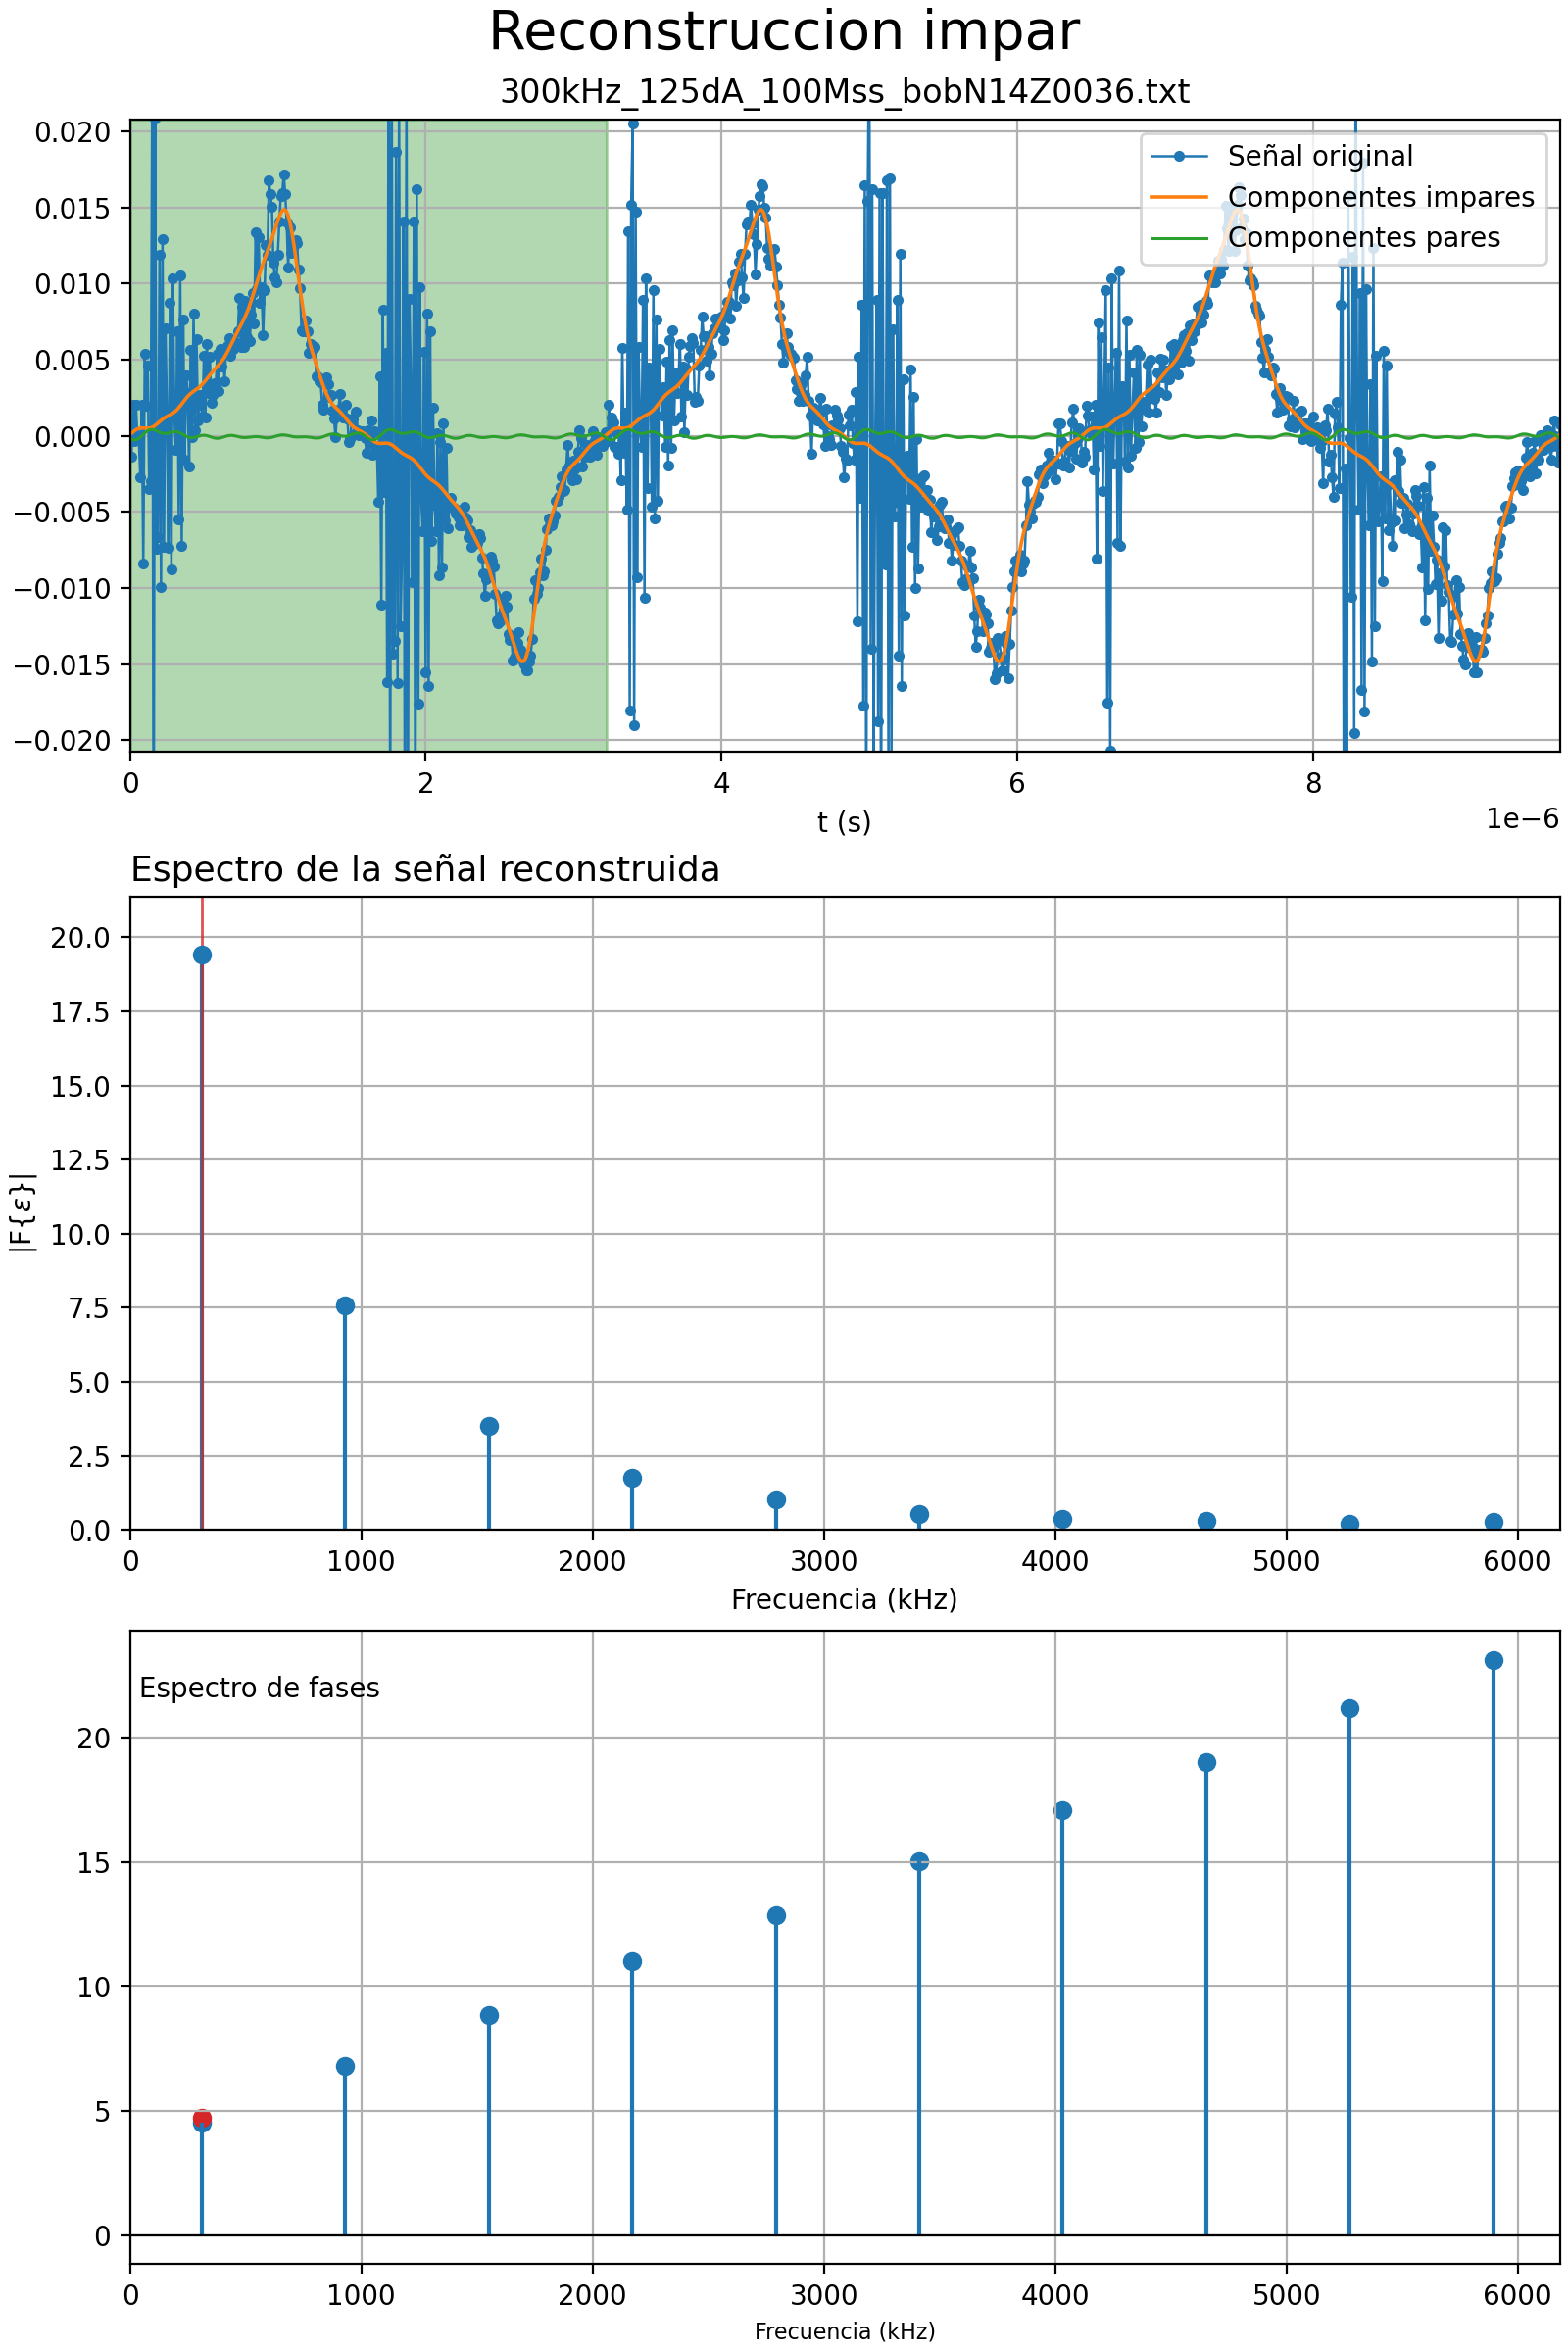 Reconstruccion impar
300kHz_125dA_100Mss_bobN14Z0036.txt
0.020
0.015
0.010
0.005
0.000
−0.005
−0.010
−0.015
−0.020
Señal original
Componentes impares
Componentes pares
0 2 4 6 8
t (s)
1e−6
Espectro de la señal reconstruida
20.0
17.5
15.0
12.5
10.0
7.5
5.0
2.5
0.0
|F{ε}|
0 1000 2000 3000 4000 5000 6000
Frecuencia (kHz)
Espectro de fases
20
15
10
5
0
0 1000 2000 3000 4000 5000 6000
Frecuencia (kHz)